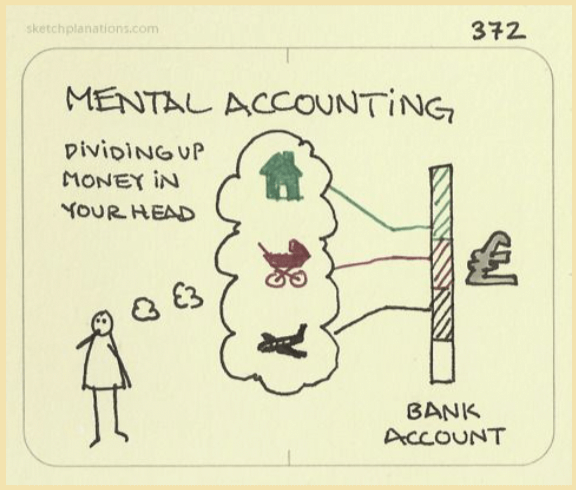 sketchplanations.com
372
MENTAL ACCOUNTING
DIVIDING UP
MONEY IN
YOUR HEAD
£
BANK
ACCOUNT